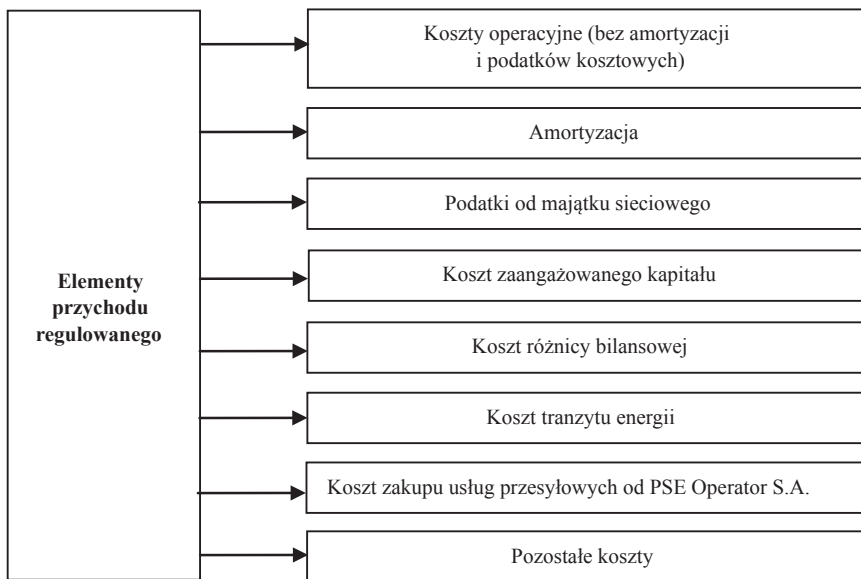 Elementy
przychodu
regulowanego
Koszty operacyjne (bez amortyzacji
i podatków kosztowych)
Amortyzacja
Podatki od majątku sieciowego
Koszt zaangażowanego kapitału
Koszt różnicy bilansowej
Koszt tranzytu energii
Koszt zakupu usług przesyłowych od PSE Operator S.A.
Pozostałe koszty